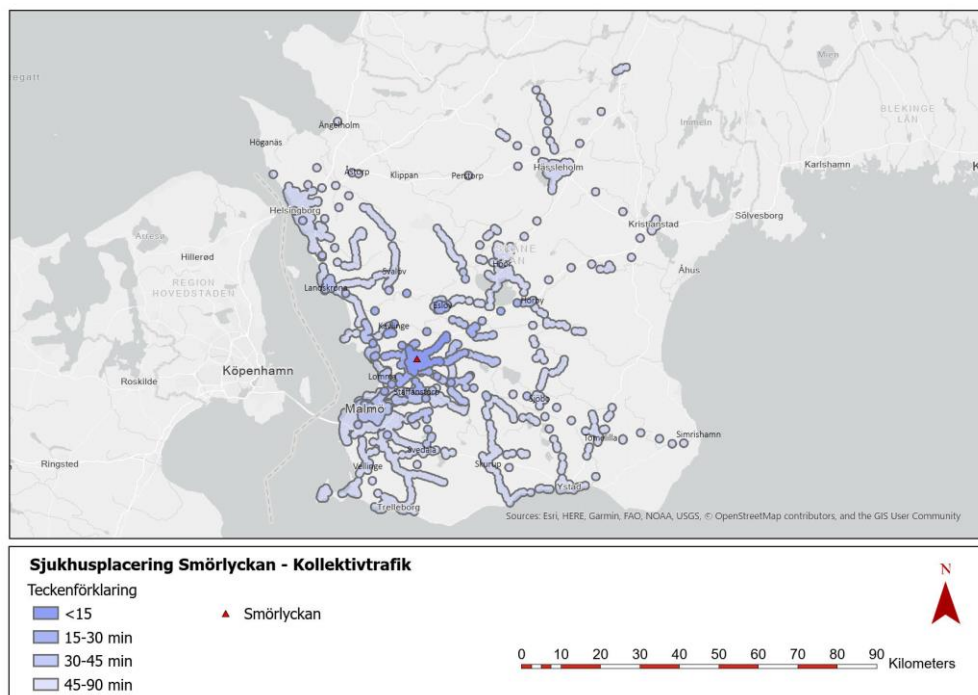 egatt
Mien
BLEKINGE
LÄN
Immeln
Ängelholm
Höganäs
Karlshamn
K
Åstorp
Klippan
Perstorp
Hässleholm
Helsingborg
Kristianstad
Sölvesborg
Arresø
Hillerød
Höör
LÄN
Åhus
REGION
HOVEDSTADEN
Svalöv
Landskrona
Eslöv
Hörby
Kävlinge
Roskilde
Köpenhamn
Lomma
Staffanstorp
Malmö
Sjöbo
Tomelilla
Simrishamn
Svedala
Ringsted
Vellinge
Skurup
Ystad
Trelleborg
Sources: Esri, HERE, Garmin, FAO, NOAA, USGS, © OpenStreetMap contributors, and the GIS User Community
Sjukhusplacering Smörlyckan - Kollektivtrafik
Teckenförklaring
<15
Smörlyckan
15-30 min
30-45 min
45-90 min
N
0 10 20 30 40 50 60 70 80 90
Kilometers